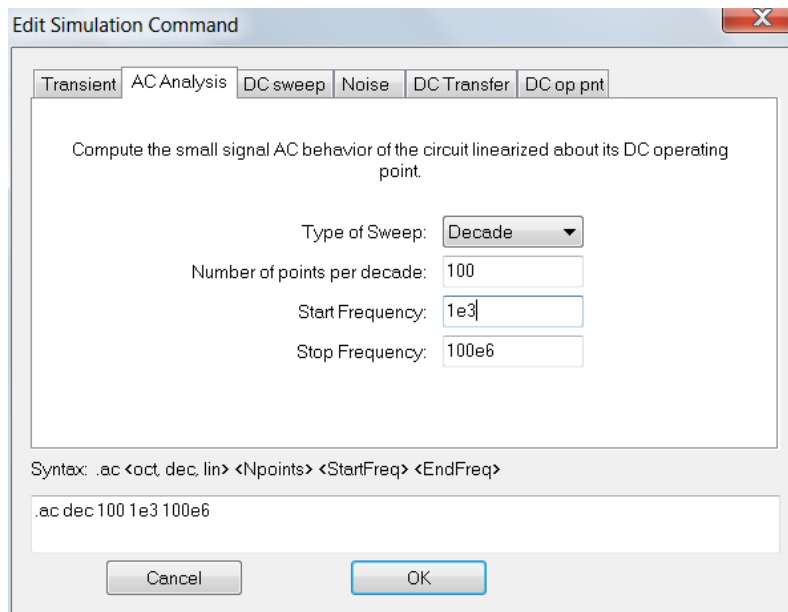 Edit Simulation Command
X
Transient AC Analysis DC sweep Noise DC Transfer DC op pnt
Compute the small signal AC behavior of the circuit linearized about its DC operating
point.
Type of Sweep: Decade
Number of points per decade: 100
Start Frequency: 1e3
Stop Frequency: 100e6
Syntax: .ac <oct, dec, lin> <Npoints> <StartFreq> <EndFreq>
.ac dec 100 1e3 100e6
Cancel OK